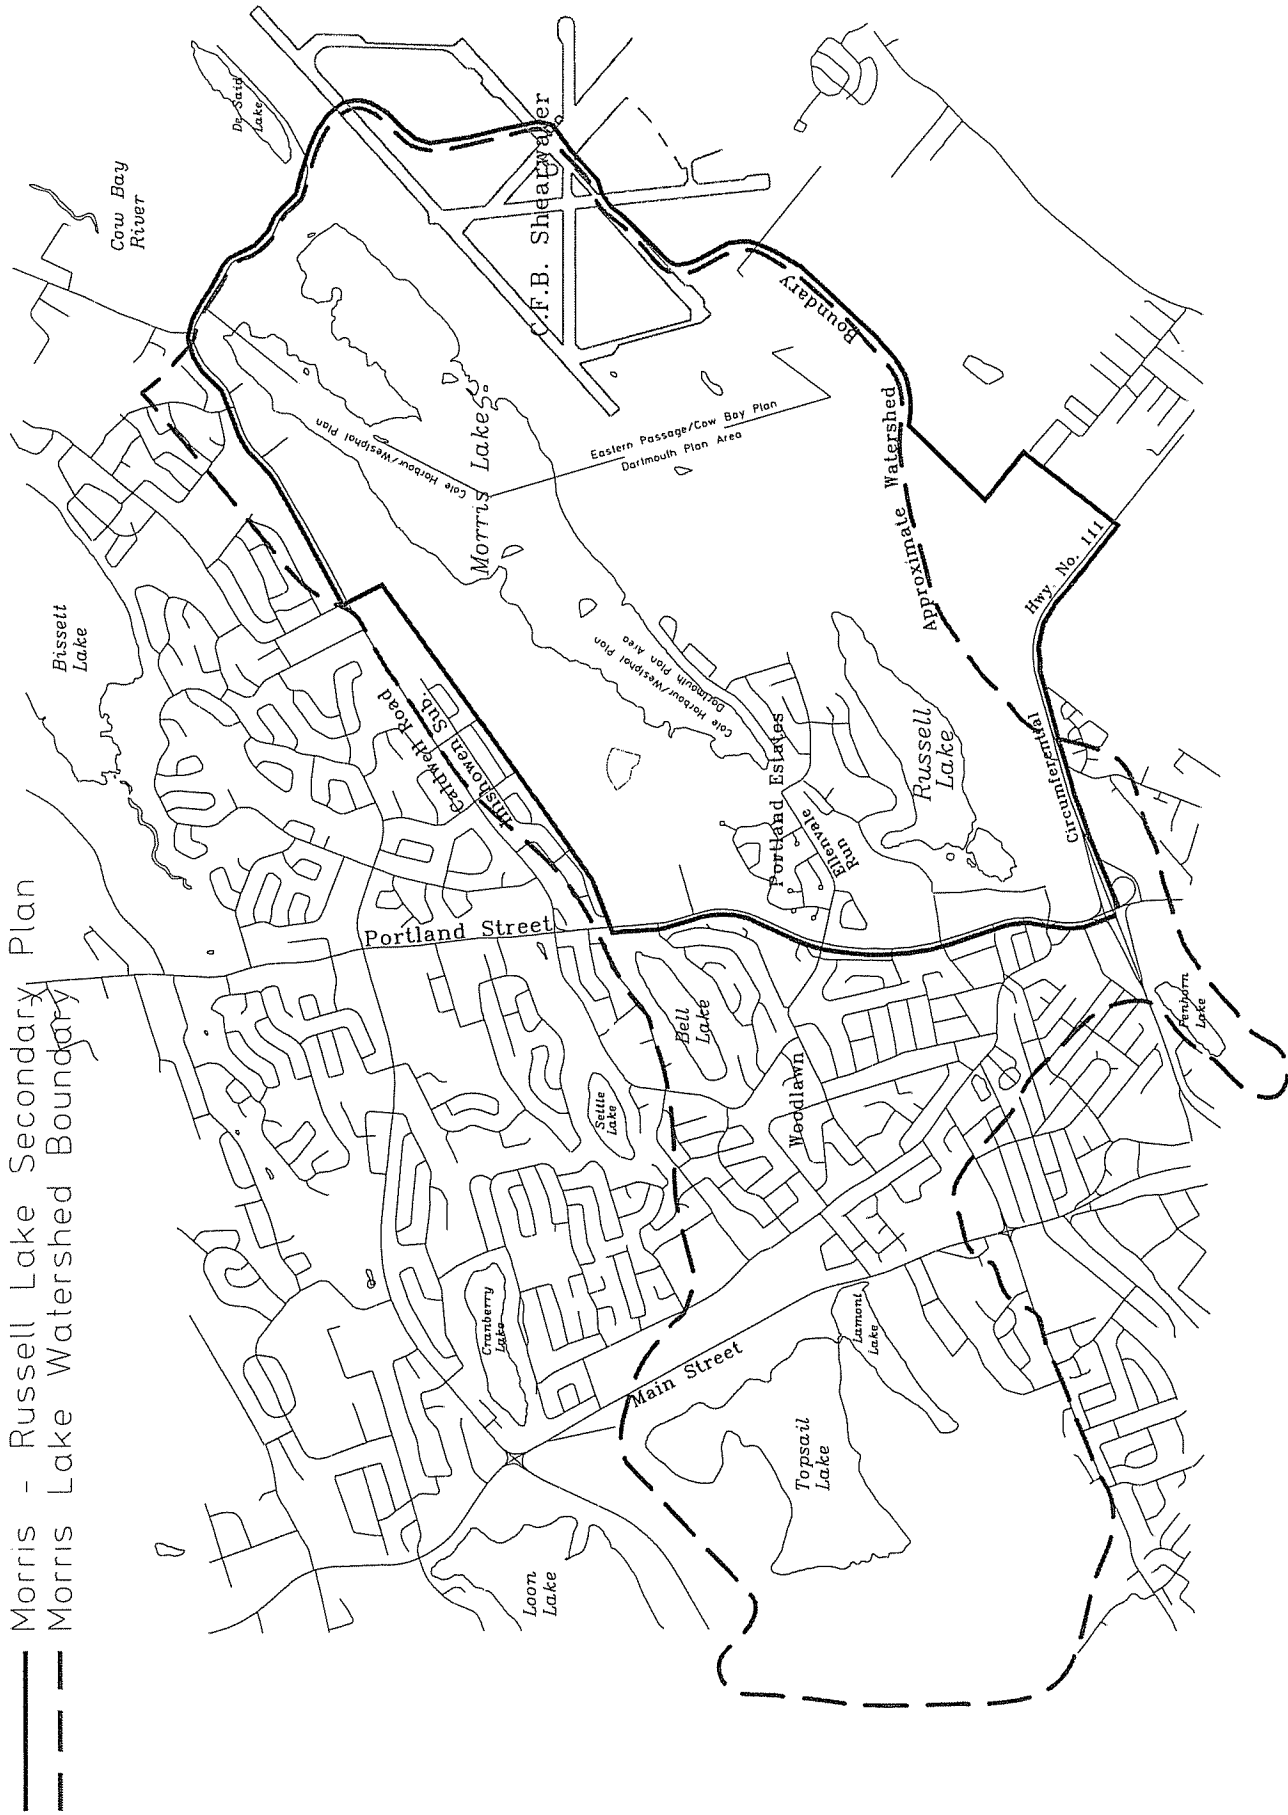 Morris - Russell Lake Secondary Plan
Morris Lake Watershed Boundary
De Said
Lake
Cow Bay
River
C.F.B. Shearwater
Boundary
Cole Harbour/Westphal Plan
Morris Lake
Eastern Passage/Cow Bay Plan
Dartmouth Plan Area
Approximate Watershed
Hwy. No. 111
Bissett
Lake
Cole Harbour/Westphal Plan
Dartmouth Plan Area
Caldwell Road
Inishowen Sub.
Portland Estates
Russell
Lake
Ellenvale
Run
Circumferential
Portland Street
Bell
Lake
Penhorn
Lake
Settle
Lake
Woodlawn
Cranberry
Lake
Lamont
Lake
Main Street
Topsail
Lake
Loon
Lake